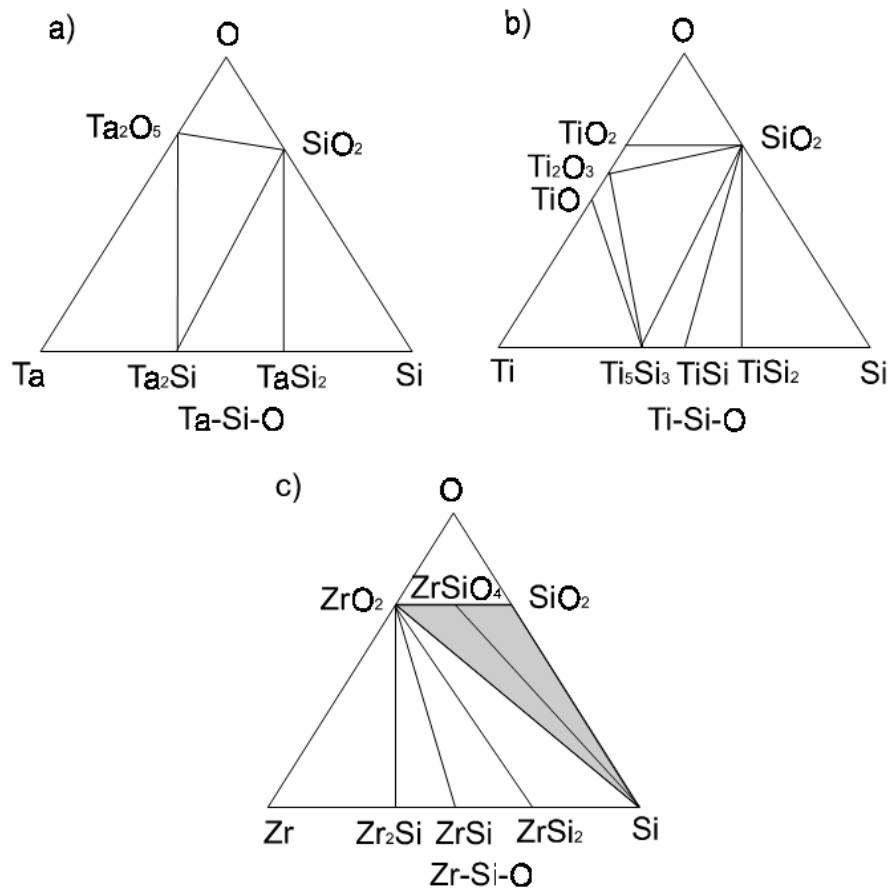 a)
O
Ta₂O₅
SiO₂
Ta
Ta₂Si
TaSi₂
Si
Ta-Si-O
b)
O
TiO₂
SiO₂
Ti₂O₃
TiO
Ti
Ti₅Si₃
TiSi
TiSi₂
Si
Ti-Si-O
c)
O
ZrO₂
ZrSiO₄
SiO₂
Zr
Zr₂Si
ZrSi
ZrSi₂
Si
Zr-Si-O